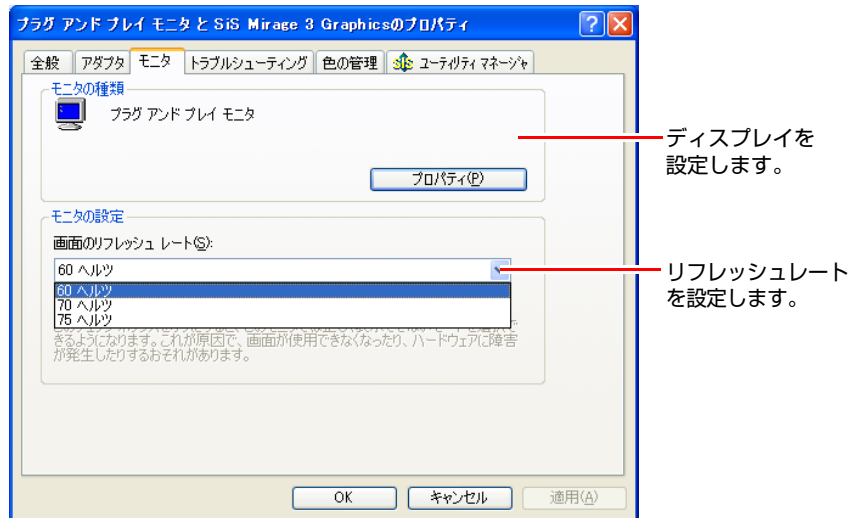 プラグ アンド プレイ モニタ と SiS Mirage 3 Graphicsのプロパティ
全般 アダプタ モニタ トラブルシューティング 色の管理 ユーティリティ マネージャ
モニタの種類
プラグ アンド プレイ モニタ
プロパティ(P)
ディスプレイを
設定します。
モニタの設定
画面のリフレッシュ レート(S):
60 ヘルツ
60 ヘルツ
70 ヘルツ
75 ヘルツ
リフレッシュレート
を設定します。
きるようになります。これが原因で、画面が使用できなくなったり、ハードウェアに障害
が発生したりするおそれがあります。
OK キャンセル 適用(A)